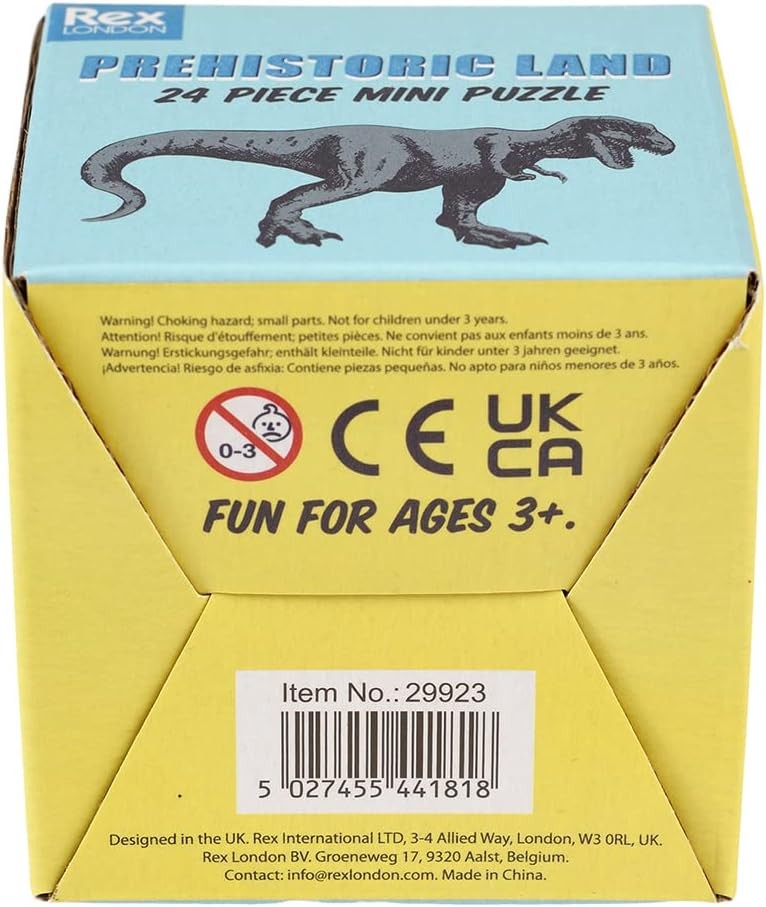 Rex
LONDON
PREHISTORIC LAND
24 PIECE MINI PUZZLE
Warning! Choking hazard; small parts. Not for children under 3 years.
Attention! Risque d'étouffement; petites pièces. Ne convient pas aux enfants moins de 3 ans.
Warnung! Erstickungsgefahr; enthält kleinteile. Nicht für kinder unter 3 jahren geeignet.
¡Advertencia! Riesgo de asfixia: Contiene piezas pequeñas. No apto para niños menores de 3 años.
0-3
CE
UK
CA
FUN FOR AGES 3+.
Item No.: 29923
5 027455 441818
Designed in the UK. Rex International LTD, 3-4 Allied Way, London, W3 0RL, UK.
Rex London BV. Groeneweg 17, 9320 Aalst, Belgium.
Contact: info@rexlondon.com. Made in China.